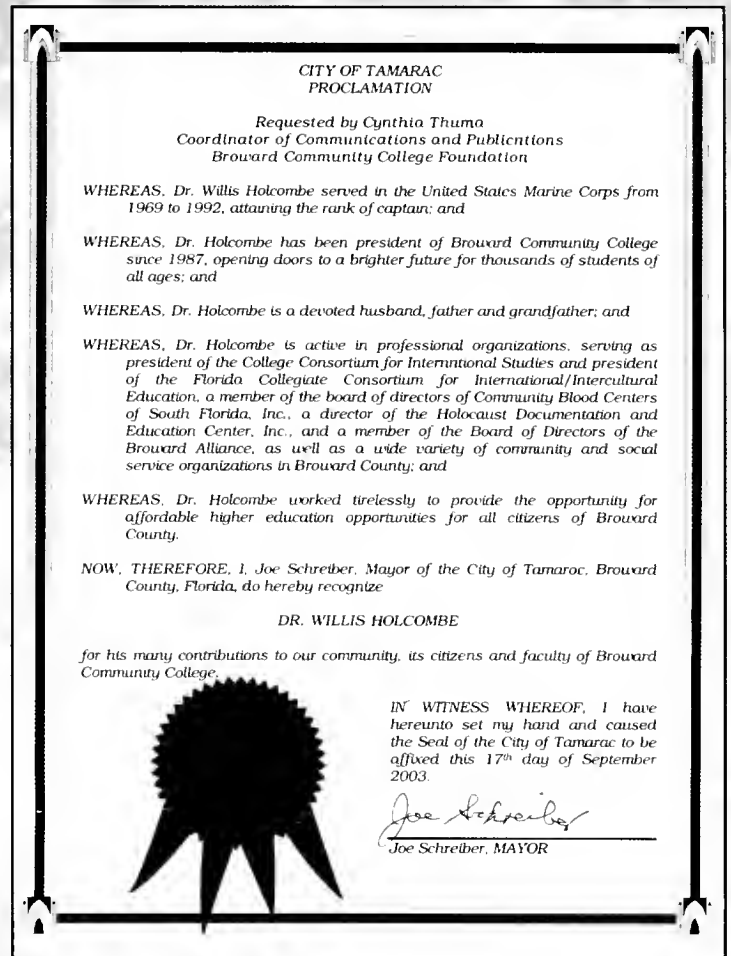 CITY OF TAMARAC
PROCLAMATION
Requested by Cynthia Thuma
Coordinator of Communications and Publications
Broward Community College Foundation
WHEREAS, Dr. Willis Holcombe served in the United States Marine Corps from
1969 to 1992, attaining the rank of captain; and
WHEREAS, Dr. Holcombe has been president of Broward Community College
since 1987, opening doors to a brighter future for thousands of students of
all ages; and
WHEREAS, Dr. Holcombe is a devoted husband, father and grandfather; and
WHEREAS, Dr. Holcombe is active in professional organizations, serving as
president of the College Consortium for International Studies and president
of the Florida Collegiate Consortium for International/Intercultural
Education, a member of the board of directors of Community Blood Centers
of South Florida, Inc., a director of the Holocaust Documentation and
Education Center, Inc., and a member of the Board of Directors of the
Broward Alliance, as well as a wide variety of community and social
service organizations in Broward County; and
WHEREAS, Dr. Holcombe worked tirelessly to provide the opportunity for
affordable higher education opportunities for all citizens of Broward
County.
NOW, THEREFORE, I, Joe Schreiber, Mayor of the City of Tamarac, Broward
County, Florida, do hereby recognize
DR. WILLIS HOLCOMBE
for his many contributions to our community, its citizens and faculty of Broward
Community College.
IN WITNESS WHEREOF, I have
hereunto set my hand and caused
the Seal of the City of Tamarac to be
affixed this 17th day of September
2003.
Joe Schreiber
Joe Schreiber, MAYOR